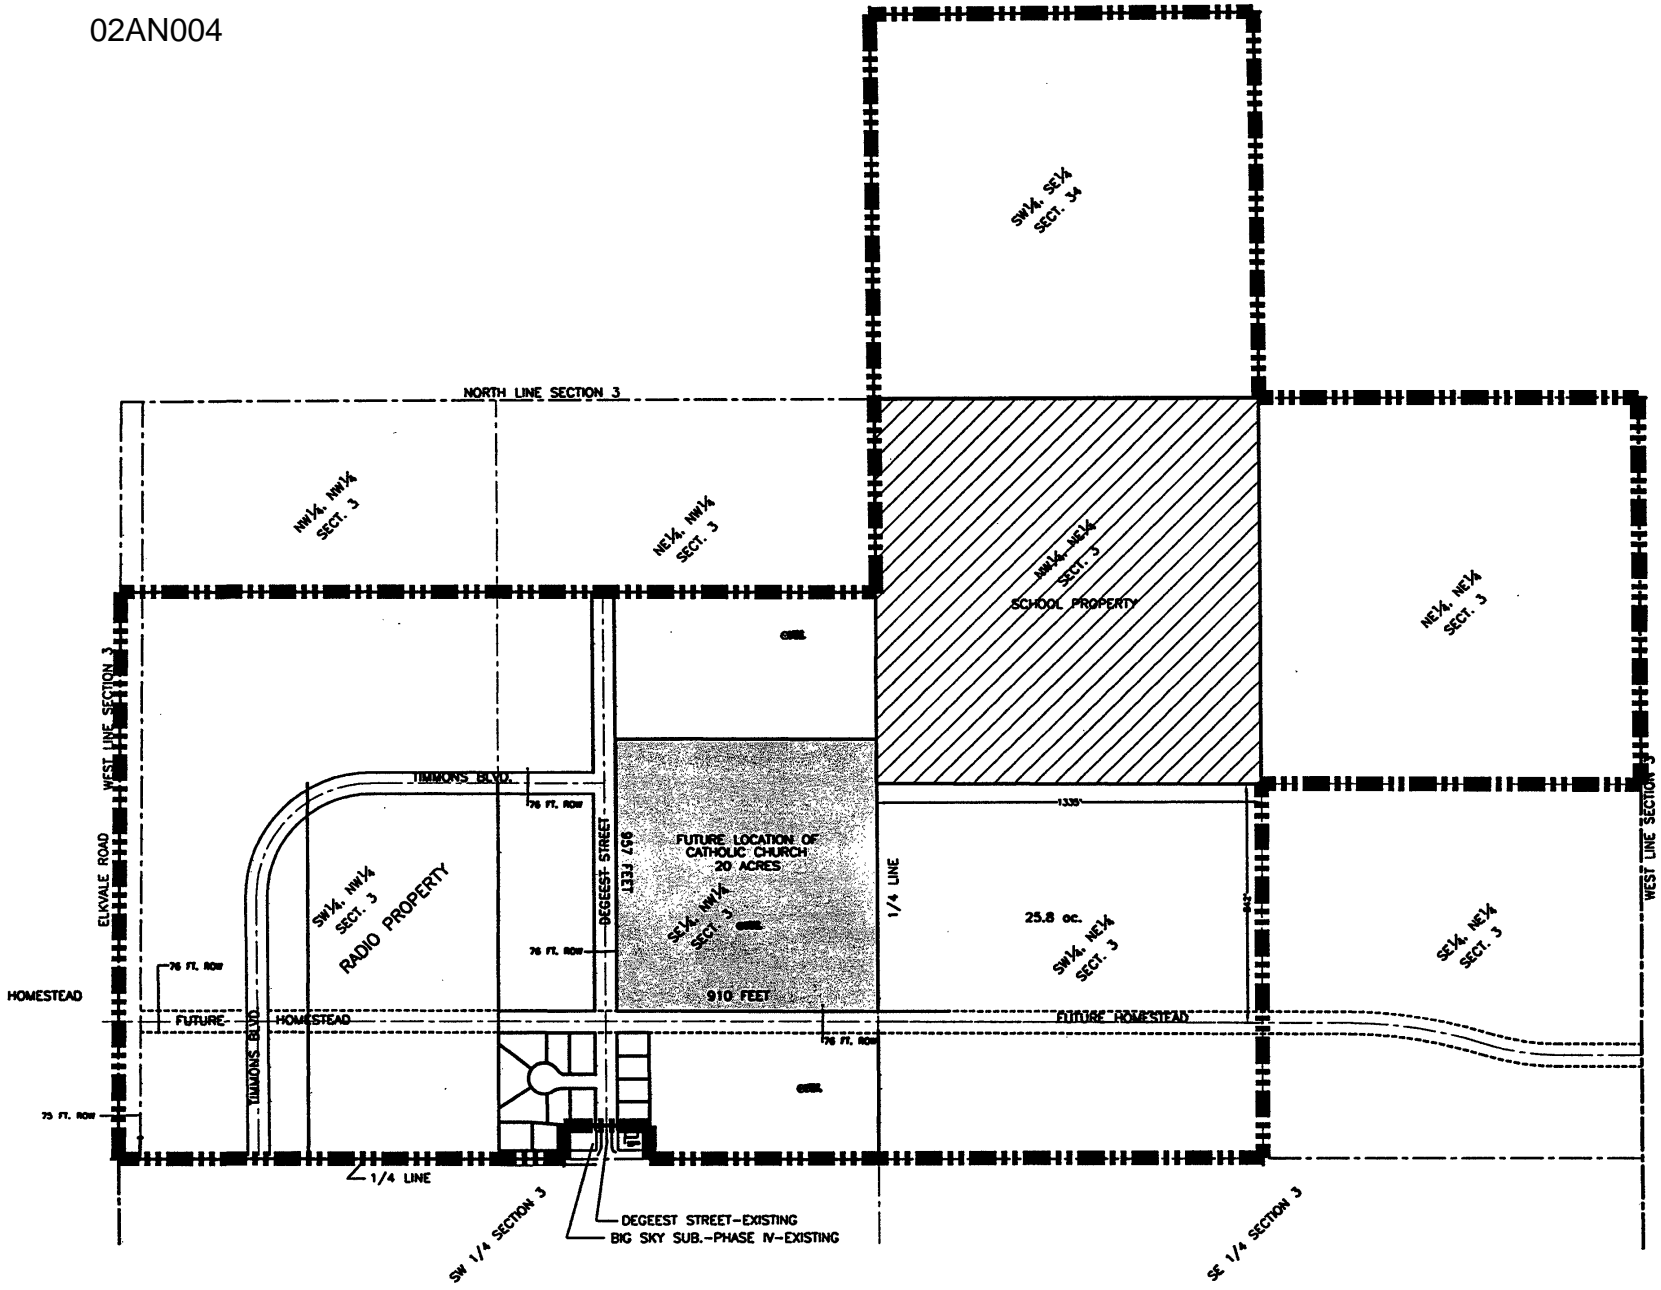 02AN004
SW¼, SE¼
SECT. 34
NORTH LINE SECTION 3
NW¼, NW¼
SECT. 3
NE¼, NW¼
SECT. 3
NW¼, NE¼
SECT. 3
SCHOOL PROPERTY
NE¼, NE¼
SECT. 3
WEST LINE SECTION 3
ELKVALE ROAD
TIMMONS BLVD.
76 FT. ROW
DEGEEST STREET
957 FEET
FUTURE LOCATION OF
CATHOLIC CHURCH
20 ACRES
SE¼, NW¼
SECT. 3
910 FEET
1/4 LINE
1335'
842'
25.8 ac.
SW¼, NE¼
SECT. 3
SE¼, NE¼
SECT. 3
WEST LINE SECTION 3
SW¼, NW¼
SECT. 3
RADIO PROPERTY
76 FT. ROW
76 FT. ROW
HOMESTEAD
FUTURE HOMESTEAD
FUTURE HOMESTEAD
76 FT. ROW
TIMMONS BLVD.
75 FT. ROW
1/4 LINE
DEGEEST STREET-EXISTING
BIG SKY SUB.-PHASE IV-EXISTING
SW 1/4 SECTION 3
SE 1/4 SECTION 3